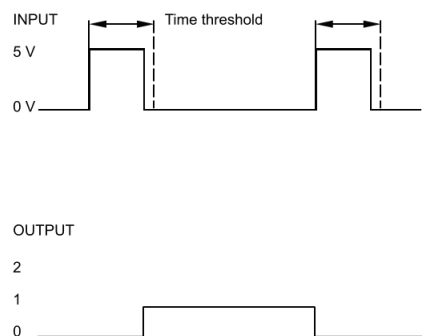 INPUT
Time threshold
5 V
0 V
OUTPUT
2
1
0